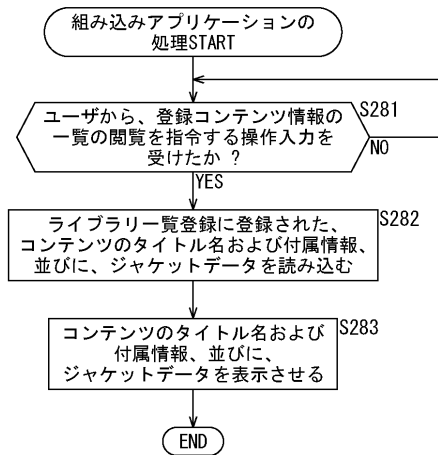 組み込みアプリケーションの
処理START
S281
ユーザから、登録コンテンツ情報の
一覧の閲覧を指令する操作入力を
受けたか ?
NO
YES
S282
ライブラリ一覧登録に登録された、
コンテンツのタイトル名および付属情報、
並びに、ジャケットデータを読み込む
S283
コンテンツのタイトル名および
付属情報、並びに、
ジャケットデータを表示させる
END